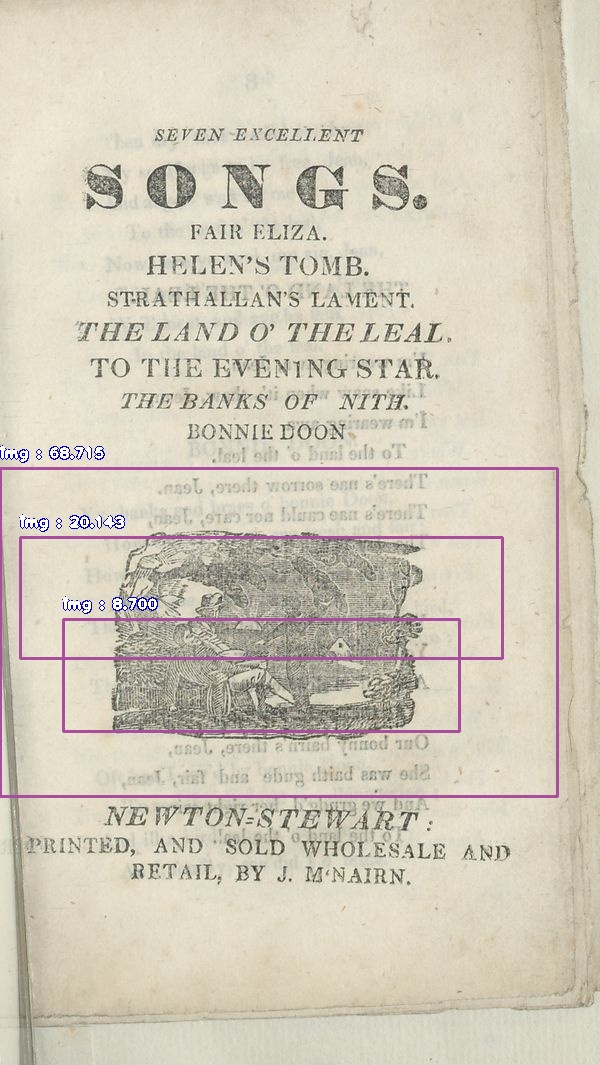 SEVEN EXCELLENT
SONGS.
FAIR ELIZA.
HELEN'S TOMB.
STRATHALLAN'S LAMENT.
THE LAND O' THE LEAL.
TO THE EVEN1NG STAR.
THE BANKS OF NITH.
BONNIE DOON
img : 68.715
img : 20.143
img : 8.700
NEWTON-STEWART:
PRINTED, AND SOLD WHOLESALE AND
RETAIL, BY J. M'NAIRN.